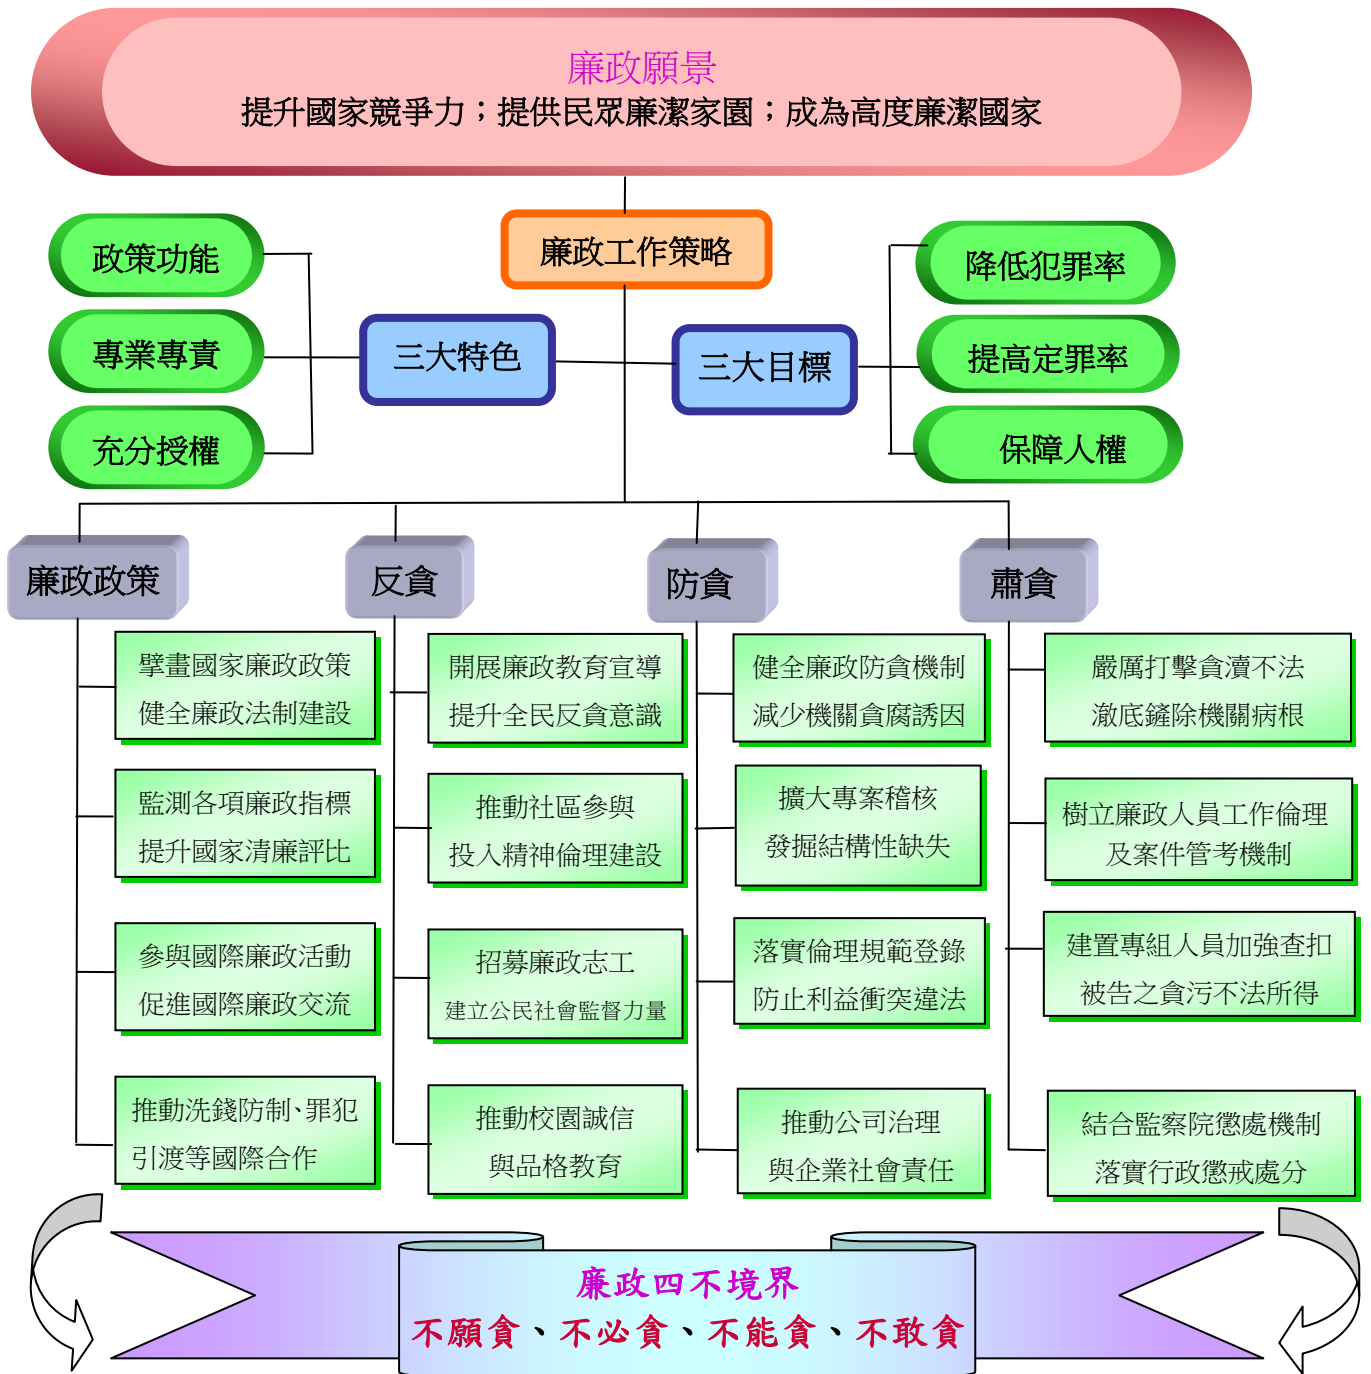 廉政願景
提升國家競爭力；提供民眾廉潔家園；成為高度廉潔國家
廉政工作策略
政策功能
專業專責
充分授權
三大特色
三大目標
降低犯罪率
提高定罪率
保障人權
廉政政策
擘畫國家廉政政策
健全廉政法制建設
監測各項廉政指標
提升國家清廉評比
參與國際廉政活動
促進國際廉政交流
推動洗錢防制、罪犯
引渡等國際合作
反貪
開展廉政教育宣導
提升全民反貪意識
推動社區參與
投入精神倫理建設
招募廉政志工
建立公民社會監督力量
推動校園誠信
與品格教育
防貪
健全廉政防貪機制
減少機關貪腐誘因
擴大專案稽核
發掘結構性缺失
落實倫理規範登錄
防止利益衝突違法
推動公司治理
與企業社會責任
肅貪
嚴厲打擊貪瀆不法
澈底鏟除機關病根
樹立廉政人員工作倫理
及案件管考機制
建置專組人員加強查扣
被告之貪污不法所得
結合監察院懲處機制
落實行政懲戒處分
廉政四不境界
不願貪、不必貪、不能貪、不敢貪